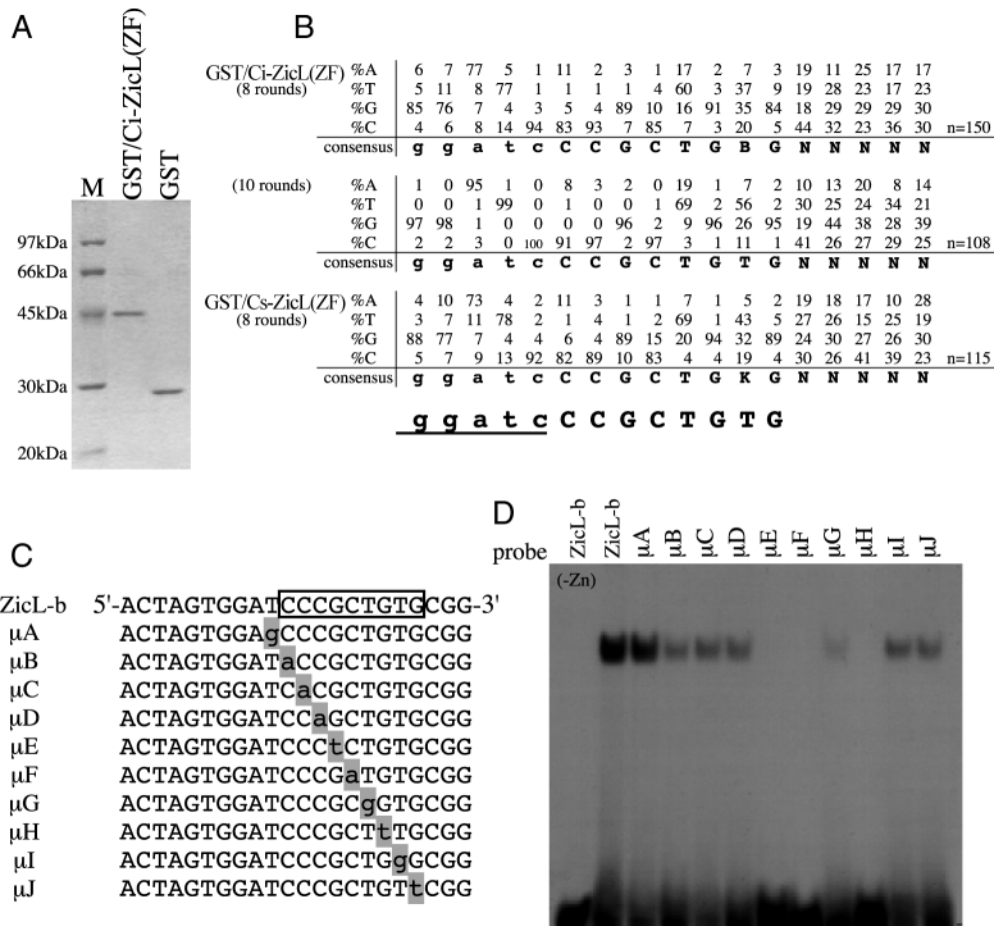 A
GST/Ci-ZicL(ZF)
M GST/Ci-ZicL(ZF) GST
97kDa
66kDa
45kDa
30kDa
20kDa
B
GST/Ci-ZicL(ZF) %A 6 7 77 5 1 11 2 3 1 17 2 7 3 19 11 25 17 17
(8 rounds) %T 5 11 8 77 1 1 1 1 4 60 3 37 9 19 28 23 17 23
%G 85 76 7 4 3 5 4 89 10 16 91 35 84 18 29 29 29 30
%C 4 6 8 14 94 83 93 7 85 7 3 20 5 44 32 23 36 30 n=150
consensus g g a t c C C G C T G B G N N N N N
(10 rounds) %A 1 0 95 1 0 8 3 2 0 19 1 7 2 10 13 20 8 14
%T 0 0 1 99 0 1 0 0 1 69 2 56 2 30 25 24 34 21
%G 97 98 1 0 0 0 0 96 2 9 96 26 95 19 44 38 28 39
%C 2 2 3 0 100 91 97 2 97 3 1 11 1 41 26 27 29 25 n=108
consensus g g a t c C C G C T G T G N N N N N
GST/Cs-ZicL(ZF) %A 4 10 73 4 2 11 3 1 1 7 1 5 2 19 18 17 10 28
(8 rounds) %T 3 7 11 78 2 1 4 1 2 69 1 43 5 27 26 15 25 19
%G 88 77 7 4 4 6 4 89 15 20 94 32 89 24 30 27 26 30
%C 5 7 9 13 92 82 89 10 83 4 4 19 4 30 26 41 39 23 n=115
consensus g g a t c C C G C T G K G N N N N N
g g a t c C C G C T G T G
C
ZicL-b 5'-ACTAGTGGATCCCGCTGTGCGG-3'
μA ACTAGTGGAgCCCGCTGTGCGG
μB ACTAGTGGATaCCGCTGTGCGG
μC ACTAGTGGATCaCGCTGTGCGG
μD ACTAGTGGATCCaGCTGTGCGG
μE ACTAGTGGATCCCtCTGTGCGG
μF ACTAGTGGATCCCGaTGTGCGG
μG ACTAGTGGATCCCGCgGTGCGG
μH ACTAGTGGATCCCGCTtTGCGG
μI ACTAGTGGATCCCGCTGgGCGG
μJ ACTAGTGGATCCCGCTGTtCGG
D
probe ZicL-b ZicL-b μA μB μC μD μE μF μG μH μI μJ
(-Zn)